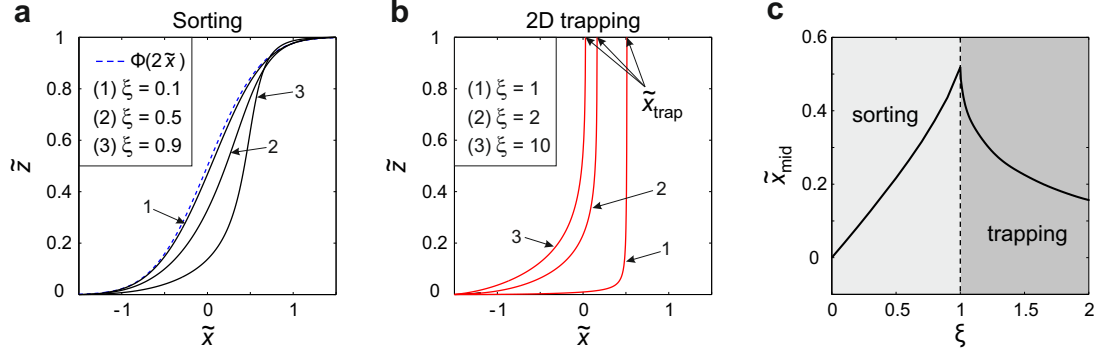 a
Sorting
1
0.8
0.6
0.4
0.2
0
z̃
Φ(2x̃)
(1) ξ = 0.1
(2) ξ = 0.5
(3) ξ = 0.9
3
2
1
-1
0
1
x̃
b
2D trapping
1
0.8
0.6
0.4
0.2
0
z̃
(1) ξ = 1
(2) ξ = 2
(3) ξ = 10
x̃trap
2
3
1
-1
0
1
x̃
c
0.6
0.4
0.2
0
x̃mid
sorting
trapping
0
0.5
1
1.5
2
ξ